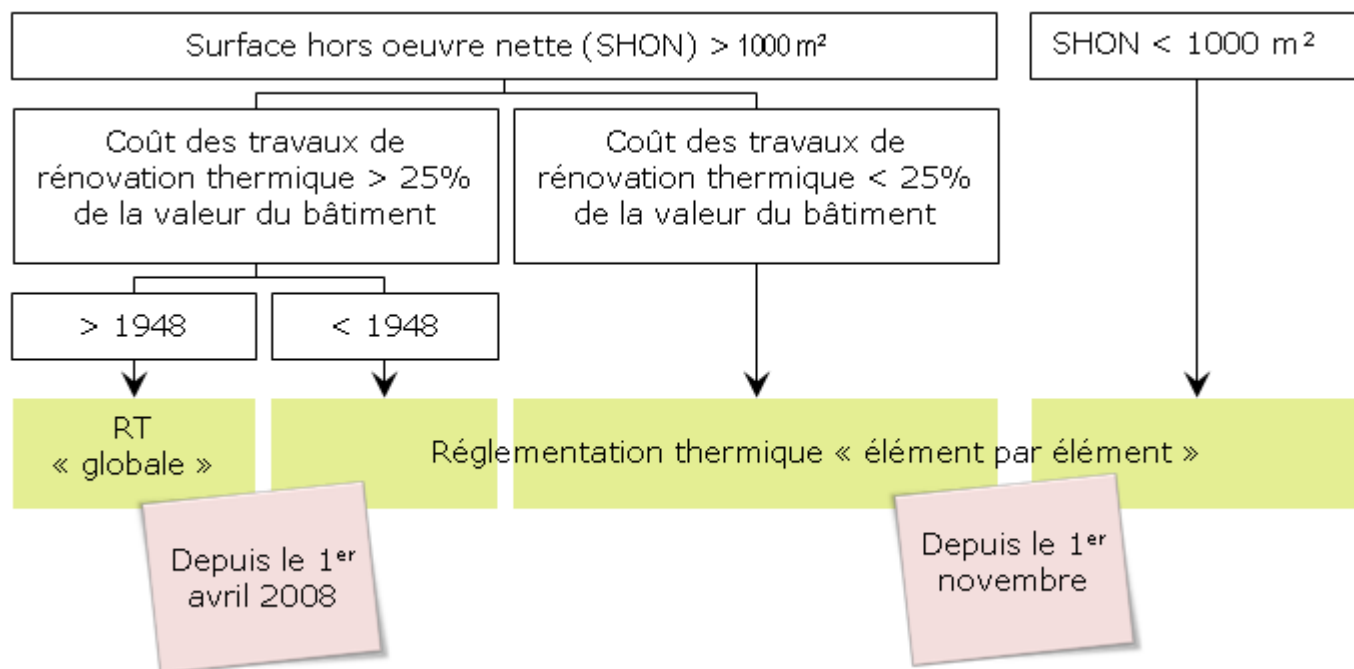 Surface hors oeuvre nette (SHON) > 1000 m²
SHON < 1000 m²
Coût des travaux de
rénovation thermique > 25%
de la valeur du bâtiment
Coût des travaux de
rénovation thermique < 25%
de la valeur du bâtiment
> 1948
< 1948
RT
« globale »
Réglementation thermique « élément par élément »
Depuis le 1er
avril 2008
Depuis le 1er
novembre